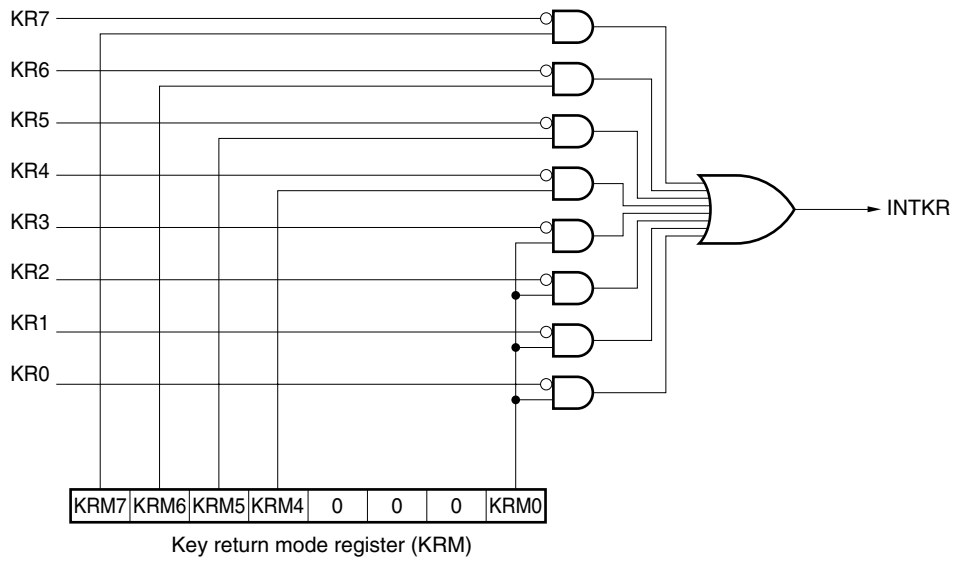 KR7
KR6
KR5
KR4
KR3
KR2
KR1
KR0
INTKR
KRM7 KRM6 KRM5 KRM4 0 0 0 KRM0
Key return mode register (KRM)